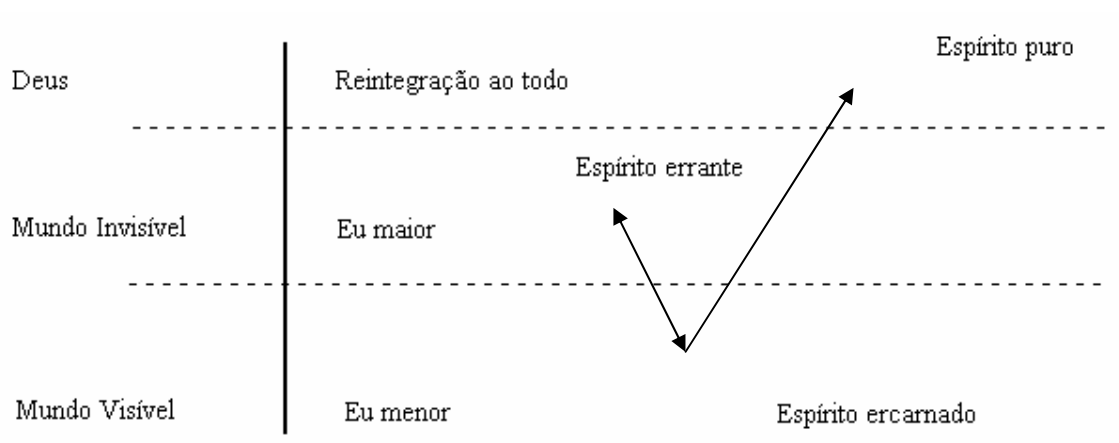 Espírito puro
Deus
Reintegração ao todo
Espírito errante
Mundo Invisível
Eu maior
Mundo Visível
Eu menor
Espírito ercarnado